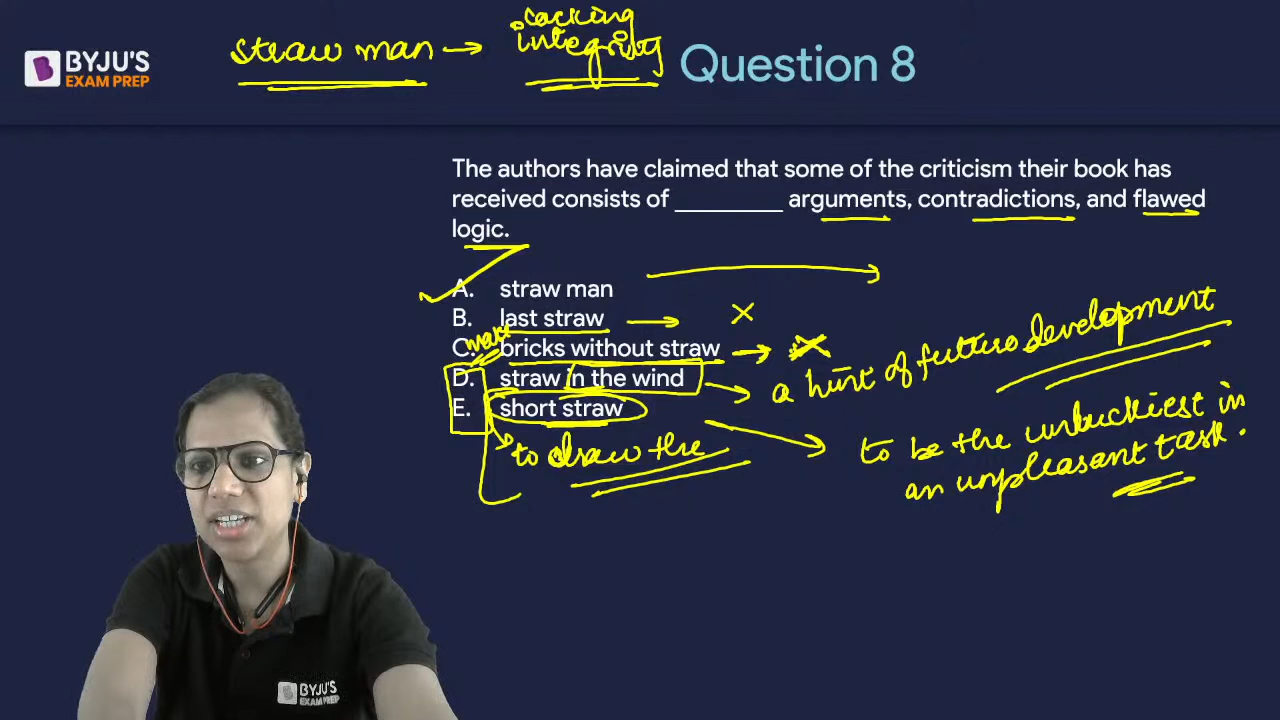 BYJU'S
EXAM PREP
straw man → lacking
integrity
Question 8
The authors have claimed that some of the criticism their book has
received consists of _________ arguments, contradictions, and flawed
logic.
A. straw man
B. last straw
make
C. bricks without straw
D. straw in the wind
a hint of future development
E. short straw
to draw the
to be the unluckiest in
an unpleasant task.
BYJU'S
EXAM PREP